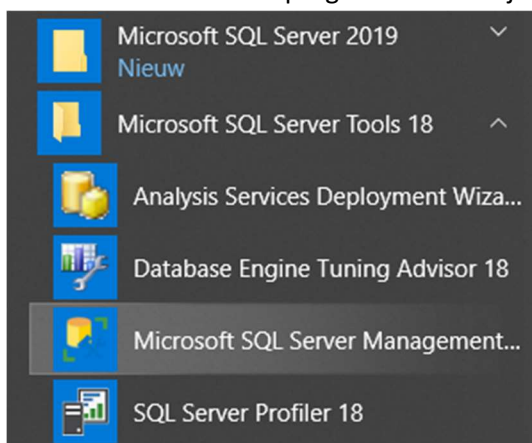 Microsoft SQL Server 2019
Nieuw
Microsoft SQL Server Tools 18
Analysis Services Deployment Wiza...
Database Engine Tuning Advisor 18
Microsoft SQL Server Management...
SQL Server Profiler 18